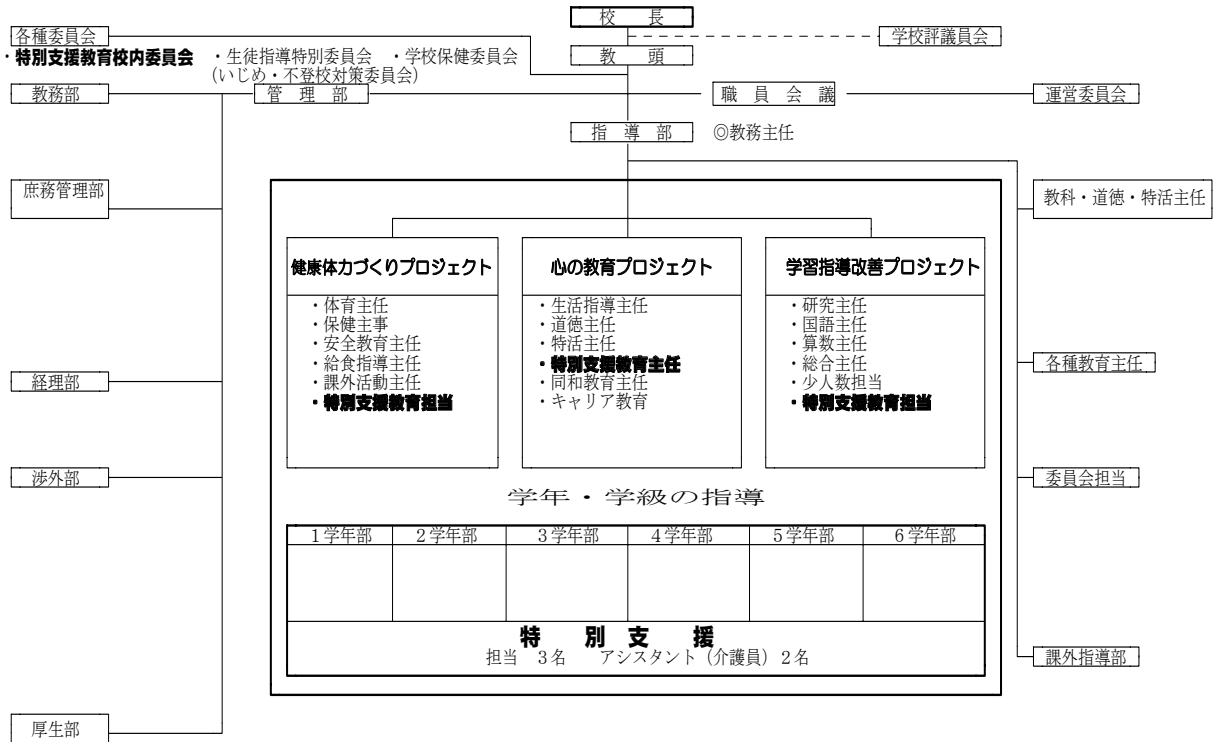 校　長
各種委員会
学校評議員会
・特別支援教育校内委員会　・生徒指導特別委員会　・学校保健委員会
(いじめ・不登校対策委員会)
教　頭
教務部
管　理　部
職　員　会　議
運営委員会
指　導　部　◎教務主任
庶務管理部
教科・道徳・特活主任
健康体力づくりプロジェクト
・体育主任
・保健主事
・安全教育主任
・給食指導主任
・課外活動主任
・特別支援教育担当
心の教育プロジェクト
・生活指導主任
・道徳主任
・特活主任
・特別支援教育主任
・同和教育主任
・キャリア教育
学習指導改善プロジェクト
・研究主任
・国語主任
・算数主任
・総合主任
・少人数担当
・特別支援教育担当
経理部
各種教育主任
渉外部
委員会担当
学年・学級の指導
1学年部　2学年部　3学年部　4学年部　5学年部　6学年部
特　別　支　援
担当　3名　アシスタント（介護員）2名
課外指導部
厚生部